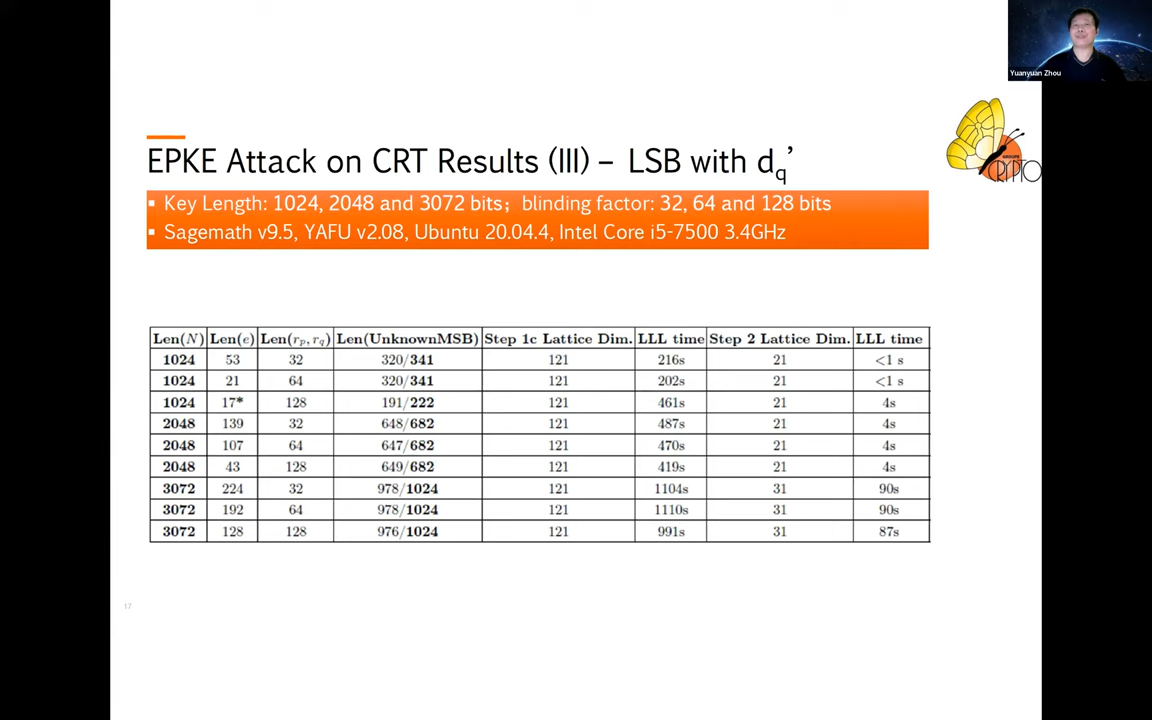 Yuanyuan Zhou
EPKE Attack on CRT Results (III) – LSB with dq’
GROUPE
CRYPTO
▪ Key Length: 1024, 2048 and 3072 bits；blinding factor: 32, 64 and 128 bits
▪ Sagemath v9.5, YAFU v2.08, Ubuntu 20.04.4, Intel Core i5-7500 3.4GHz
Len(N) Len(e) Len(rp, rq) Len(UnknownMSB) Step 1c Lattice Dim. LLL time Step 2 Lattice Dim. LLL time
1024 53 32 320/341 121 216s 21 <1 s
1024 21 64 320/341 121 202s 21 <1 s
1024 17* 128 191/222 121 461s 21 4s
2048 139 32 648/682 121 487s 21 4s
2048 107 64 647/682 121 470s 21 4s
2048 43 128 649/682 121 419s 21 4s
3072 224 32 978/1024 121 1104s 31 90s
3072 192 64 978/1024 121 1110s 31 90s
3072 128 128 976/1024 121 991s 31 87s
17